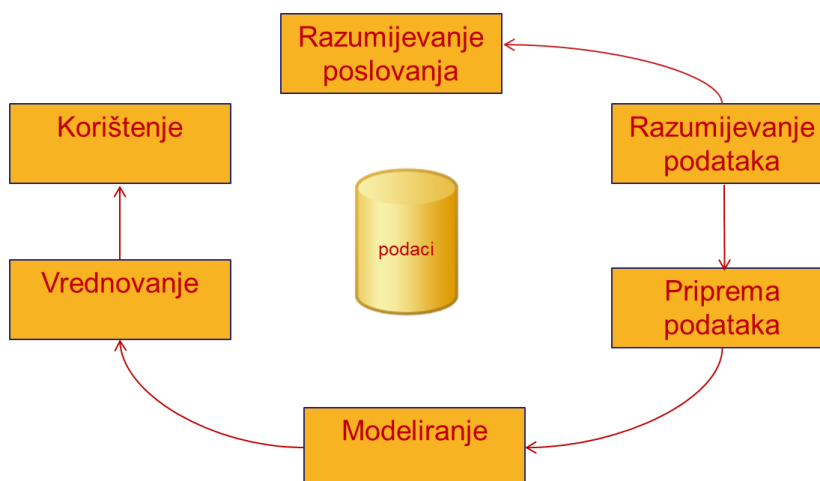 Razumijevanje
poslovanja
Korištenje
Razumijevanje
podataka
podaci
Vrednovanje
Priprema
podataka
Modeliranje